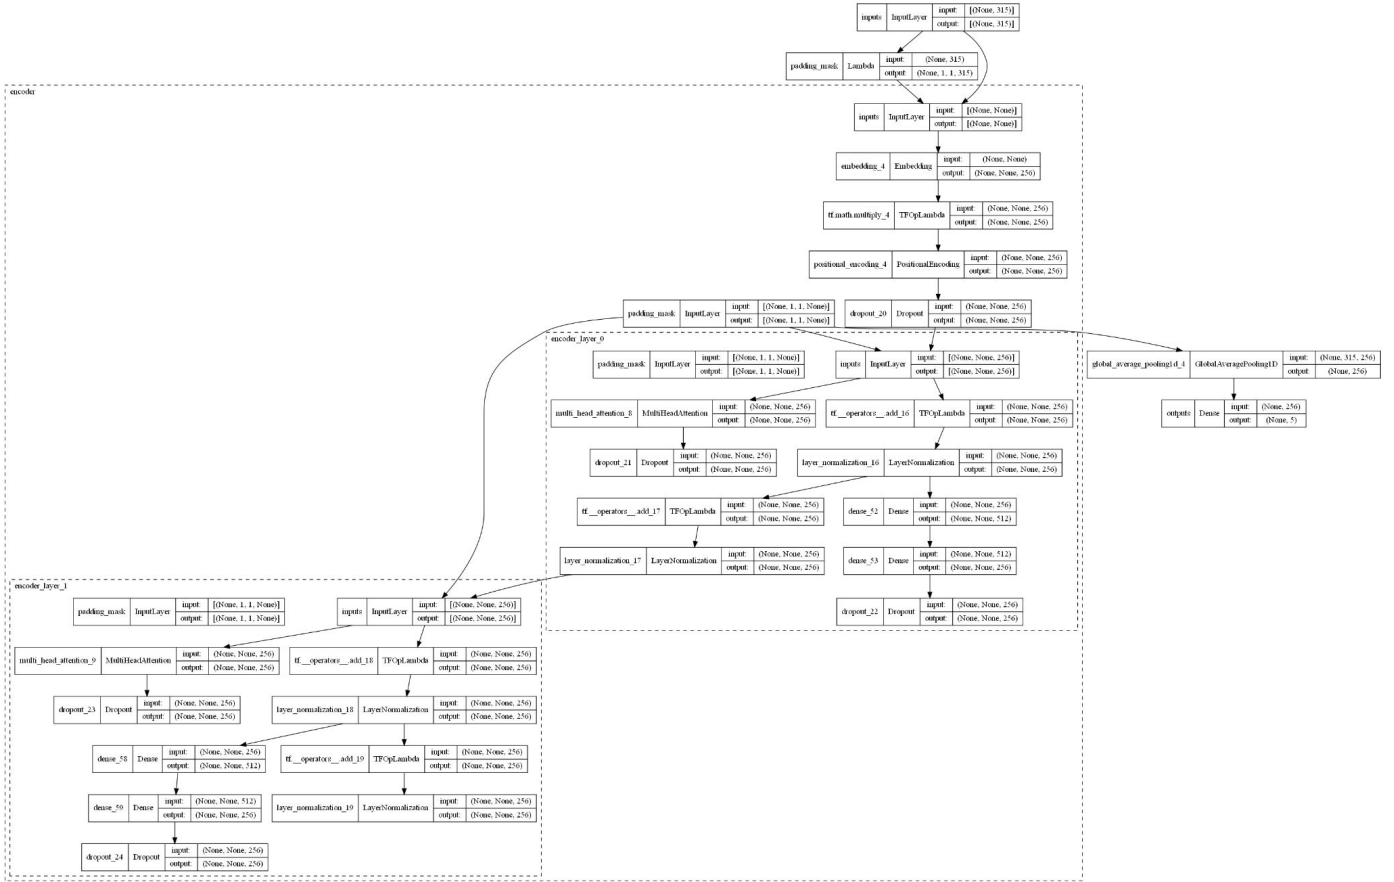 inputs InputLayer input: [(None, 315)]
output: [(None, 315)]
padding_mask Lambda input: (None, 315)
output: (None, 1, 1, 315)
encoder
inputs InputLayer input: [(None, None)]
output: [(None, None)]
embedding_4 Embedding input: (None, None)
output: (None, None, 256)
tf.math.multiply_4 TFOpLambda input: (None, None, 256)
output: (None, None, 256)
positional_encoding_4 PositionalEncoding input: (None, None, 256)
output: (None, None, 256)
padding_mask InputLayer input: [(None, 1, 1, None)]
output: [(None, 1, 1, None)]
dropout_20 Dropout input: (None, None, 256)
output: (None, None, 256)
encoder_layer_0
padding_mask InputLayer input: [(None, 1, 1, None)]
output: [(None, 1, 1, None)]
inputs InputLayer input: [(None, None, 256)]
output: [(None, None, 256)]
global_average_pooling1d_4 GlobalAveragePooling1D input: (None, 315, 256)
output: (None, 256)
multi_head_attention_8 MultiHeadAttention input: (None, None, 256)
output: (None, None, 256)
tf.__operators__.add_16 TFOpLambda input: (None, None, 256)
output: (None, None, 256)
outputs Dense input: (None, 256)
output: (None, 5)
dropout_21 Dropout input: (None, None, 256)
output: (None, None, 256)
layer_normalization_16 LayerNormalization input: (None, None, 256)
output: (None, None, 256)
tf.__operators__.add_17 TFOpLambda input: (None, None, 256)
output: (None, None, 256)
dense_52 Dense input: (None, None, 256)
output: (None, None, 512)
layer_normalization_17 LayerNormalization input: (None, None, 256)
output: (None, None, 256)
dense_53 Dense input: (None, None, 512)
output: (None, None, 256)
dropout_22 Dropout input: (None, None, 256)
output: (None, None, 256)
encoder_layer_1
padding_mask InputLayer input: [(None, 1, 1, None)]
output: [(None, 1, 1, None)]
inputs InputLayer input: [(None, None, 256)]
output: [(None, None, 256)]
multi_head_attention_9 MultiHeadAttention input: (None, None, 256)
output: (None, None, 256)
tf.__operators__.add_18 TFOpLambda input: (None, None, 256)
output: (None, None, 256)
dropout_23 Dropout input: (None, None, 256)
output: (None, None, 256)
layer_normalization_18 LayerNormalization input: (None, None, 256)
output: (None, None, 256)
dense_58 Dense input: (None, None, 256)
output: (None, None, 512)
tf.__operators__.add_19 TFOpLambda input: (None, None, 256)
output: (None, None, 256)
dense_59 Dense input: (None, None, 512)
output: (None, None, 256)
layer_normalization_19 LayerNormalization input: (None, None, 256)
output: (None, None, 256)
dropout_24 Dropout input: (None, None, 256)
output: (None, None, 256)